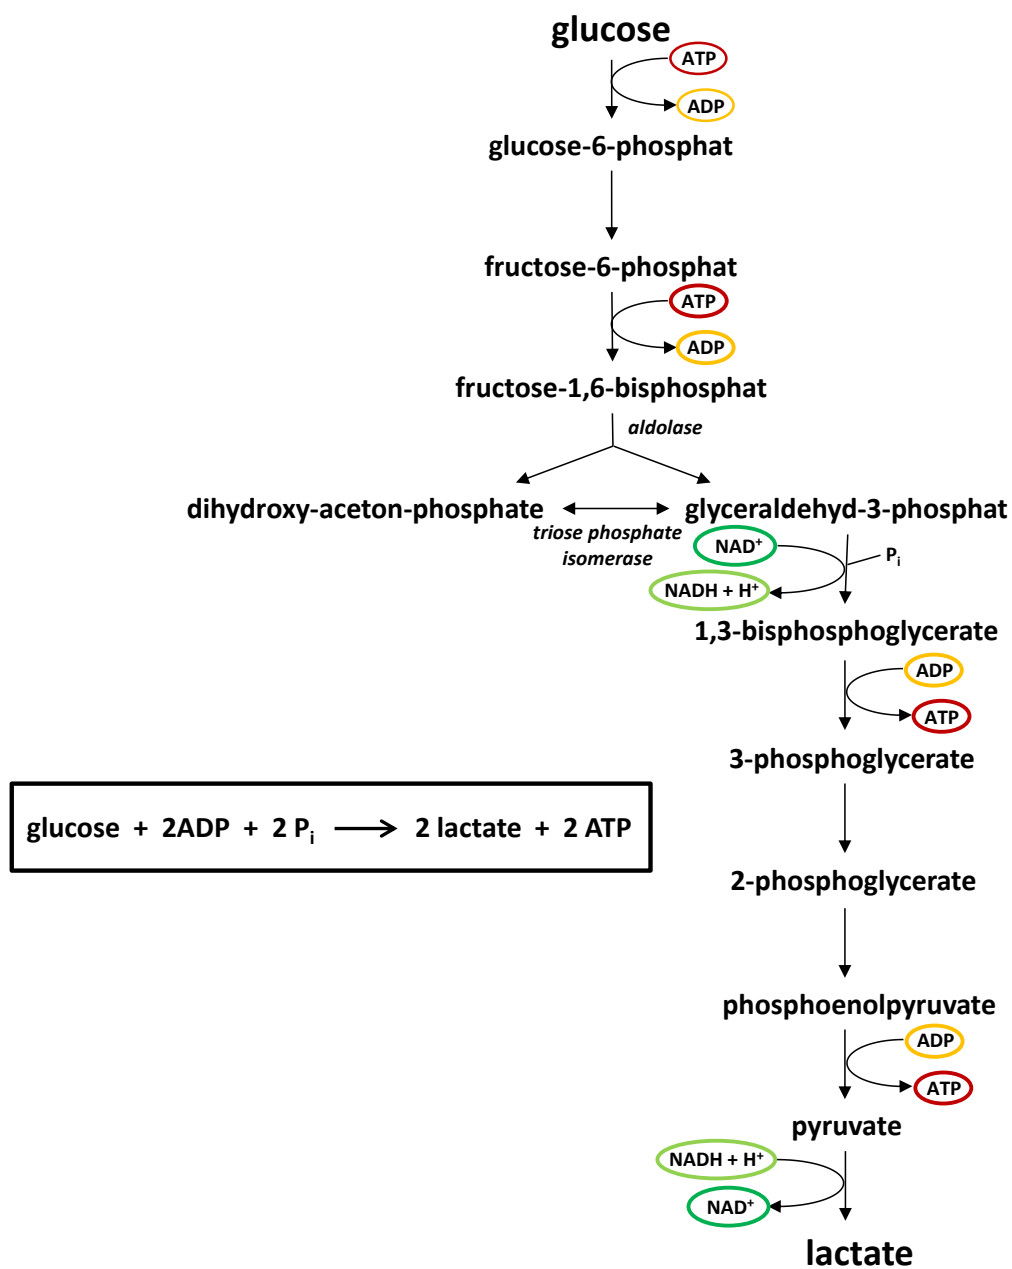 glucose
ATP
ADP
glucose-6-phosphat
fructose-6-phosphat
ATP
ADP
fructose-1,6-bisphosphat
aldolase
dihydroxy-aceton-phosphate
glyceraldehyd-3-phosphat
triose phosphate
isomerase
NAD⁺
Pᵢ
NADH + H⁺
1,3-bisphosphoglycerate
ADP
ATP
3-phosphoglycerate
glucose + 2ADP + 2 Pᵢ ⟶ 2 lactate + 2 ATP
2-phosphoglycerate
phosphoenolpyruvate
ADP
ATP
pyruvate
NADH + H⁺
NAD⁺
lactate